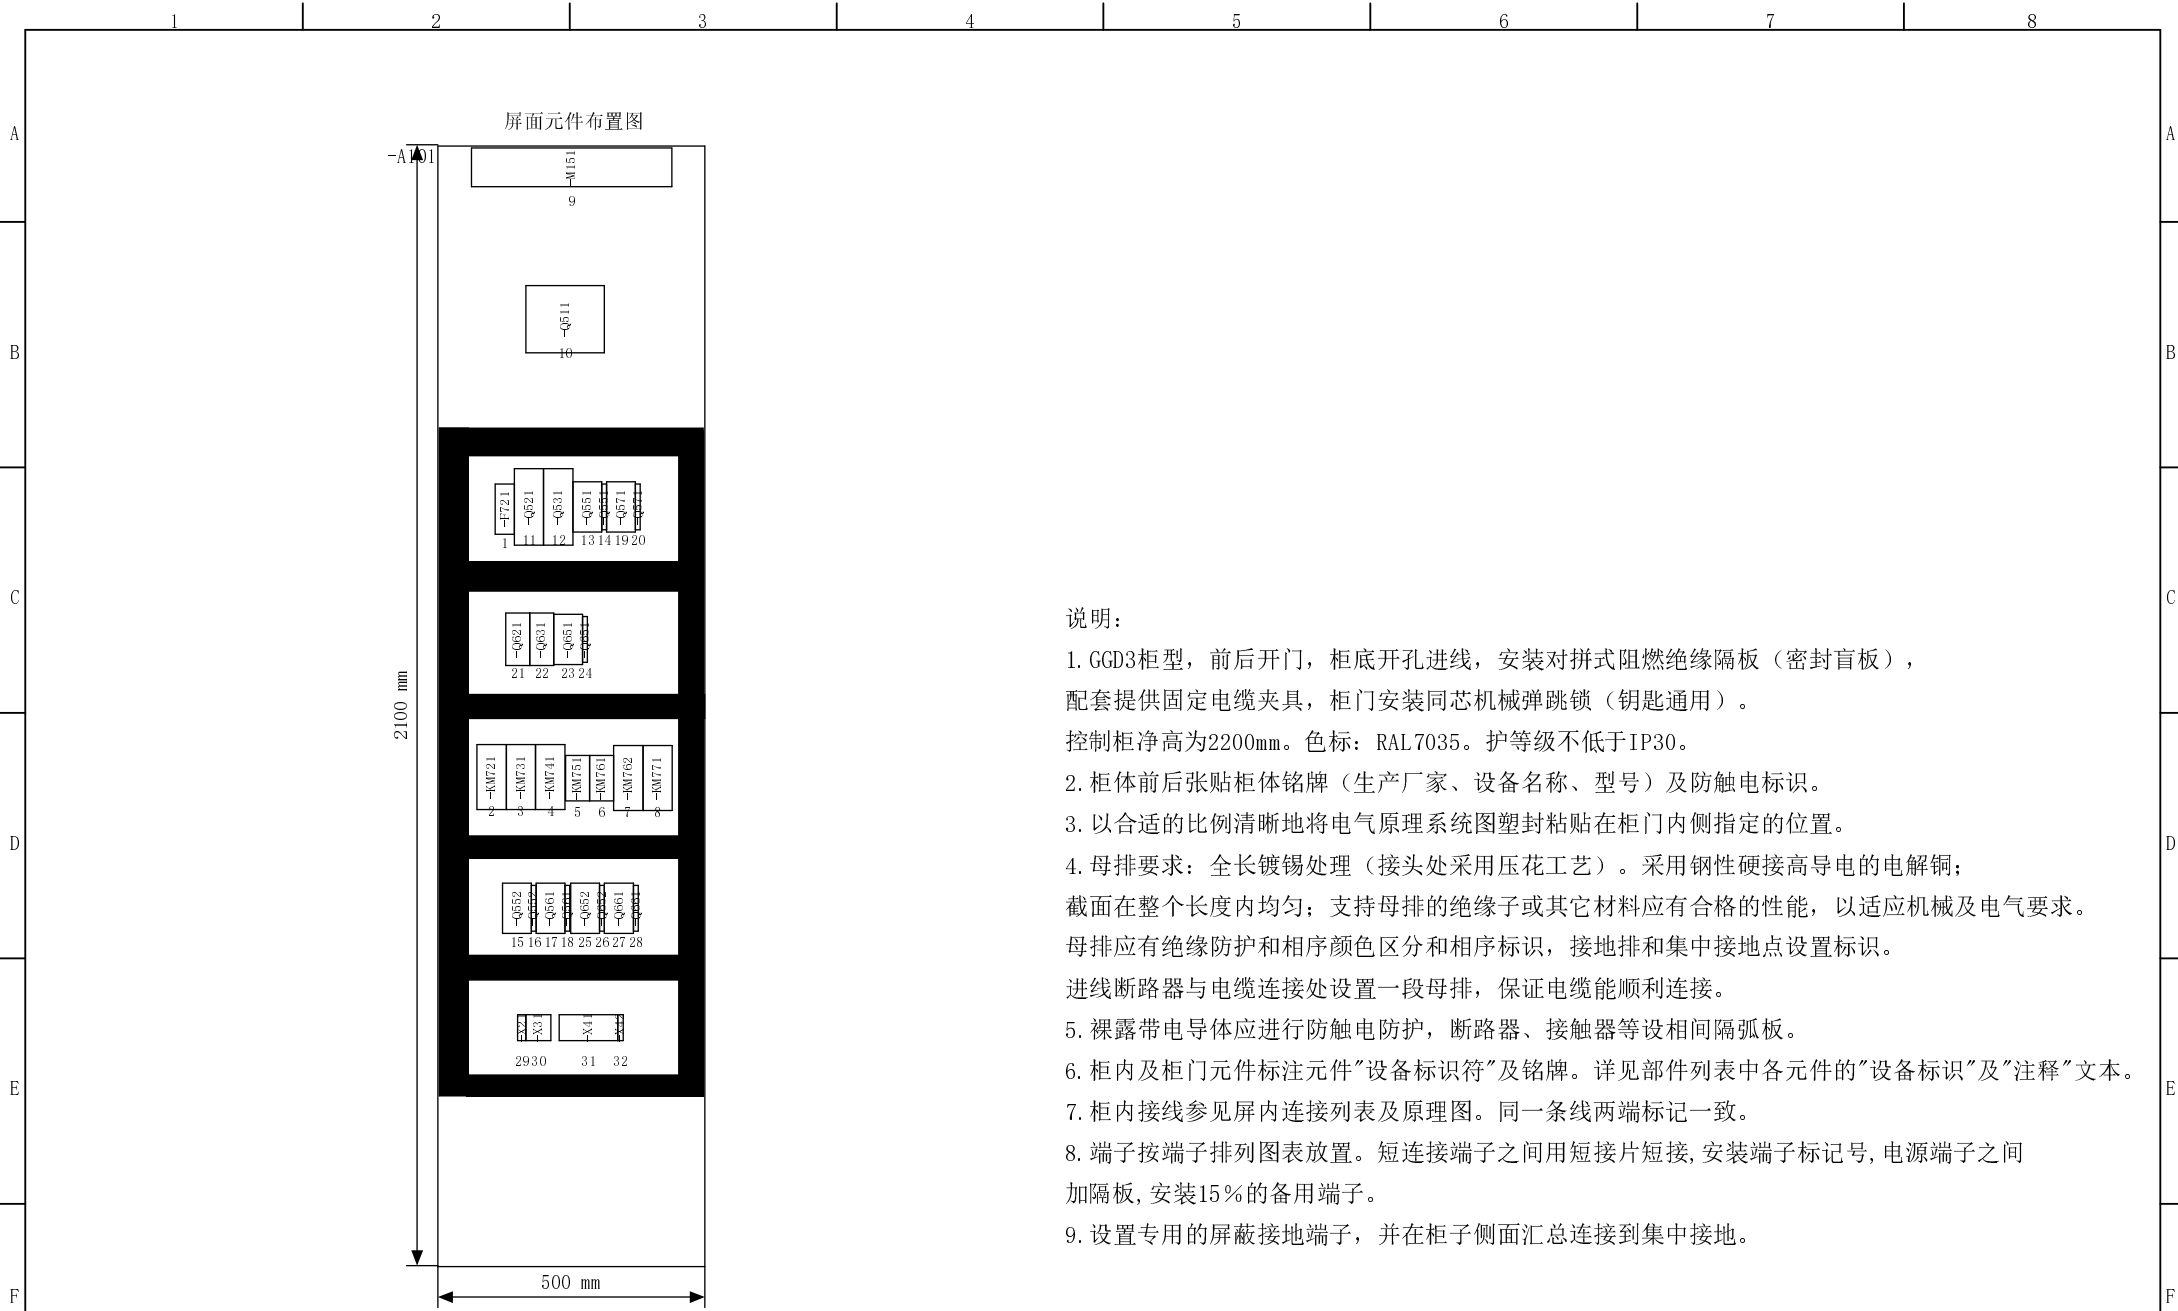 1 2 3 4 5 6 7 8
屏面元件布置图
A A
-A101
-M151
9
-Q511
B B
10
-F721 -Q521 -Q531 -Q551 -Q551 -Q571 -Q571
1 11 12 13 14 19 20
C C
-Q621 -Q631 -Q651 -Q651
21 22 23 24
2100 mm
-KM721 -KM731 -KM741 -KM751 -KM761 -KM762 -KM771
2 3 4 5 6 7 8
D D
-Q552 -Q552 -Q561 -Q561 -Q652 -Q652 -Q661 -Q661
15 16 17 18 25 26 27 28
-X21 -X31 -X41 -X42
29 30 31 32
E E
500 mm
F F
说明:
1.GGD3柜型，前后开门，柜底开孔进线，安装对拼式阻燃绝缘隔板（密封盲板），
配套提供固定电缆夹具，柜门安装同芯机械弹跳锁（钥匙通用）。
控制柜净高为2200mm。色标: RAL7035。护等级不低于IP30。
2.柜体前后张贴柜体铭牌（生产厂家、设备名称、型号）及防触电标识。
3.以合适的比例清晰地将电气原理系统图塑封粘贴在柜门内侧指定的位置。
4.母排要求: 全长镀锡处理（接头处采用压花工艺）。采用钢性硬接高导电的电解铜;
截面在整个长度内均匀; 支持母排的绝缘子或其它材料应有合格的性能，以适应机械及电气要求。
母排应有绝缘防护和相序颜色区分和相序标识，接地排和集中接地点设置标识。
进线断路器与电缆连接处设置一段母排，保证电缆能顺利连接。
5.裸露带电导体应进行防触电防护，断路器、接触器等设相间隔弧板。
6.柜内及柜门元件标注元件"设备标识符"及铭牌。详见部件列表中各元件的"设备标识"及"注释"文本。
7.柜内接线参见屏内连接列表及原理图。同一条线两端标记一致。
8.端子按端子排列图表放置。短连接端子之间用短接片短接,安装端子标记号,电源端子之间
加隔板,安装15%的备用端子。
9.设置专用的屏蔽接地端子，并在柜子侧面汇总连接到集中接地。